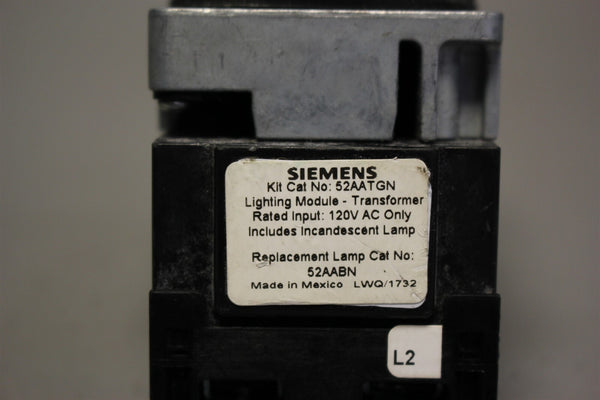 SIEMENS
Kit Cat No: 52AATGN
Lighting Module - Transformer
Rated Input: 120V AC Only
Includes Incandescent Lamp
Replacement Lamp Cat No:
52AABN
Made in Mexico LWQ/1732
L2